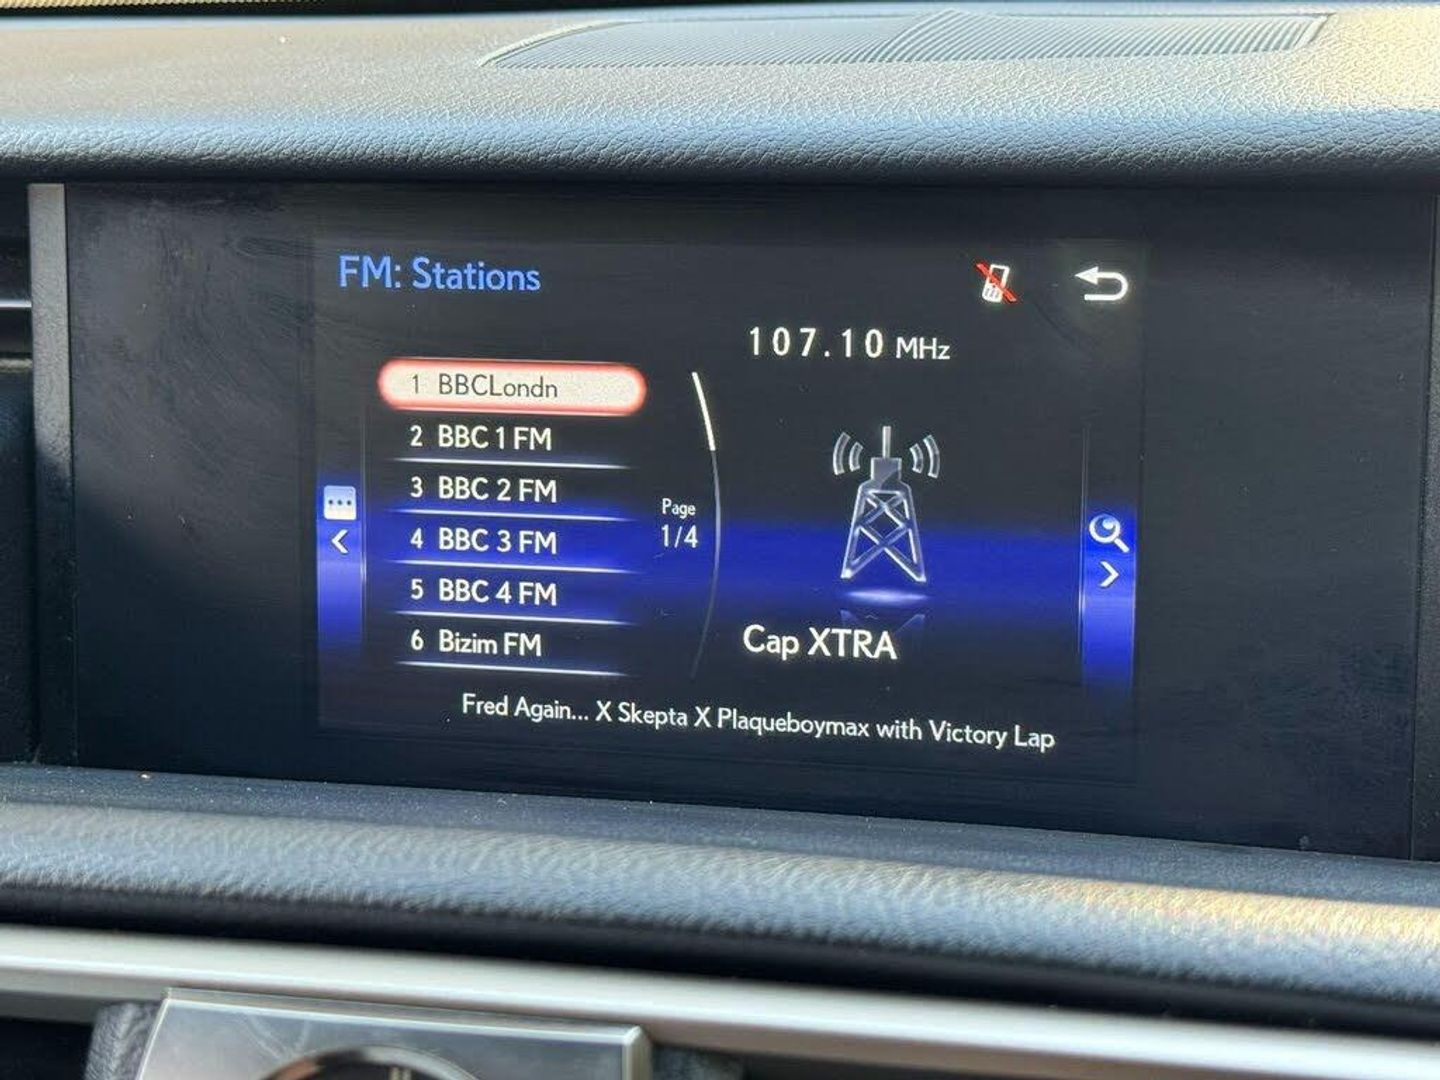 FM: Stations
107.10 MHz
1 BBCLondn
2 BBC 1 FM
3 BBC 2 FM
4 BBC 3 FM
5 BBC 4 FM
6 Bizim FM
Page
1/4
Cap XTRA
Fred Again... X Skepta X Plaqueboymax with Victory Lap